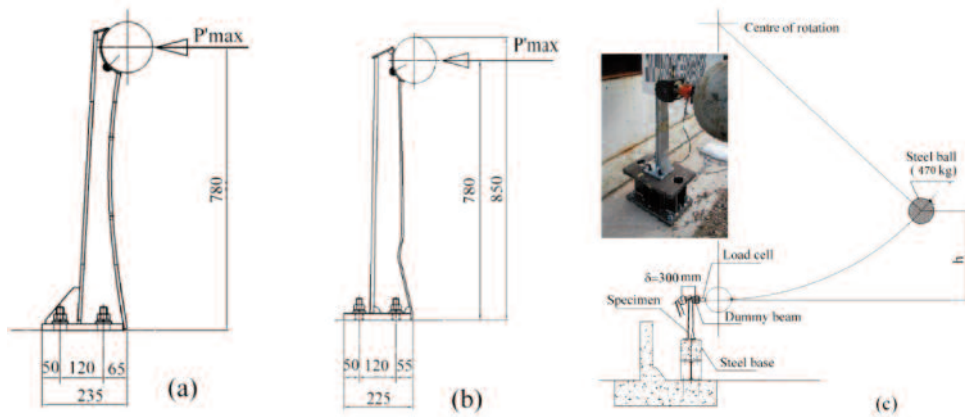 P'max
780
50
120
65
235
(a)
P'max
780
850
50
120
55
225
(b)
Centre of rotation
Steel ball
( 470 kg)
h
Load cell
δ=300 mm
Specimen
Dummy beam
Steel base
(c)